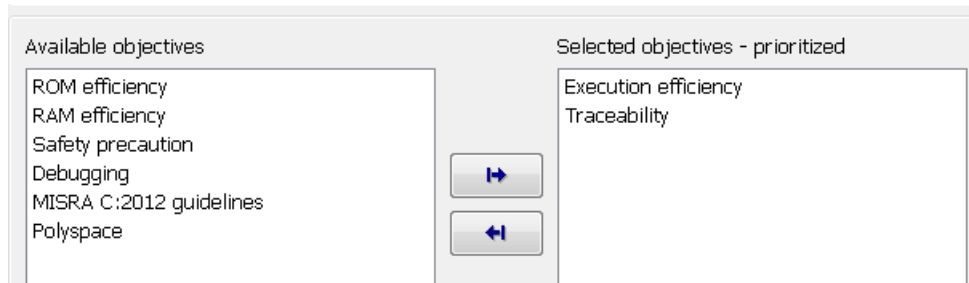 Available objectives
ROM efficiency
RAM efficiency
Safety precaution
Debugging
MISRA C:2012 guidelines
Polyspace
Selected objectives - prioritized
Execution efficiency
Traceability